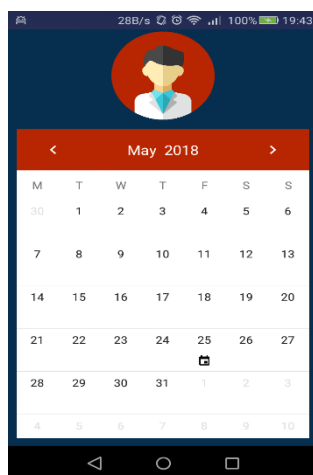 28B/s 100% 19:43
< May 2018 >
M T W T F S S
30 1 2 3 4 5 6
7 8 9 10 11 12 13
14 15 16 17 18 19 20
21 22 23 24 25 26 27
28 29 30 31 1 2 3
4 5 6 7 8 9 10